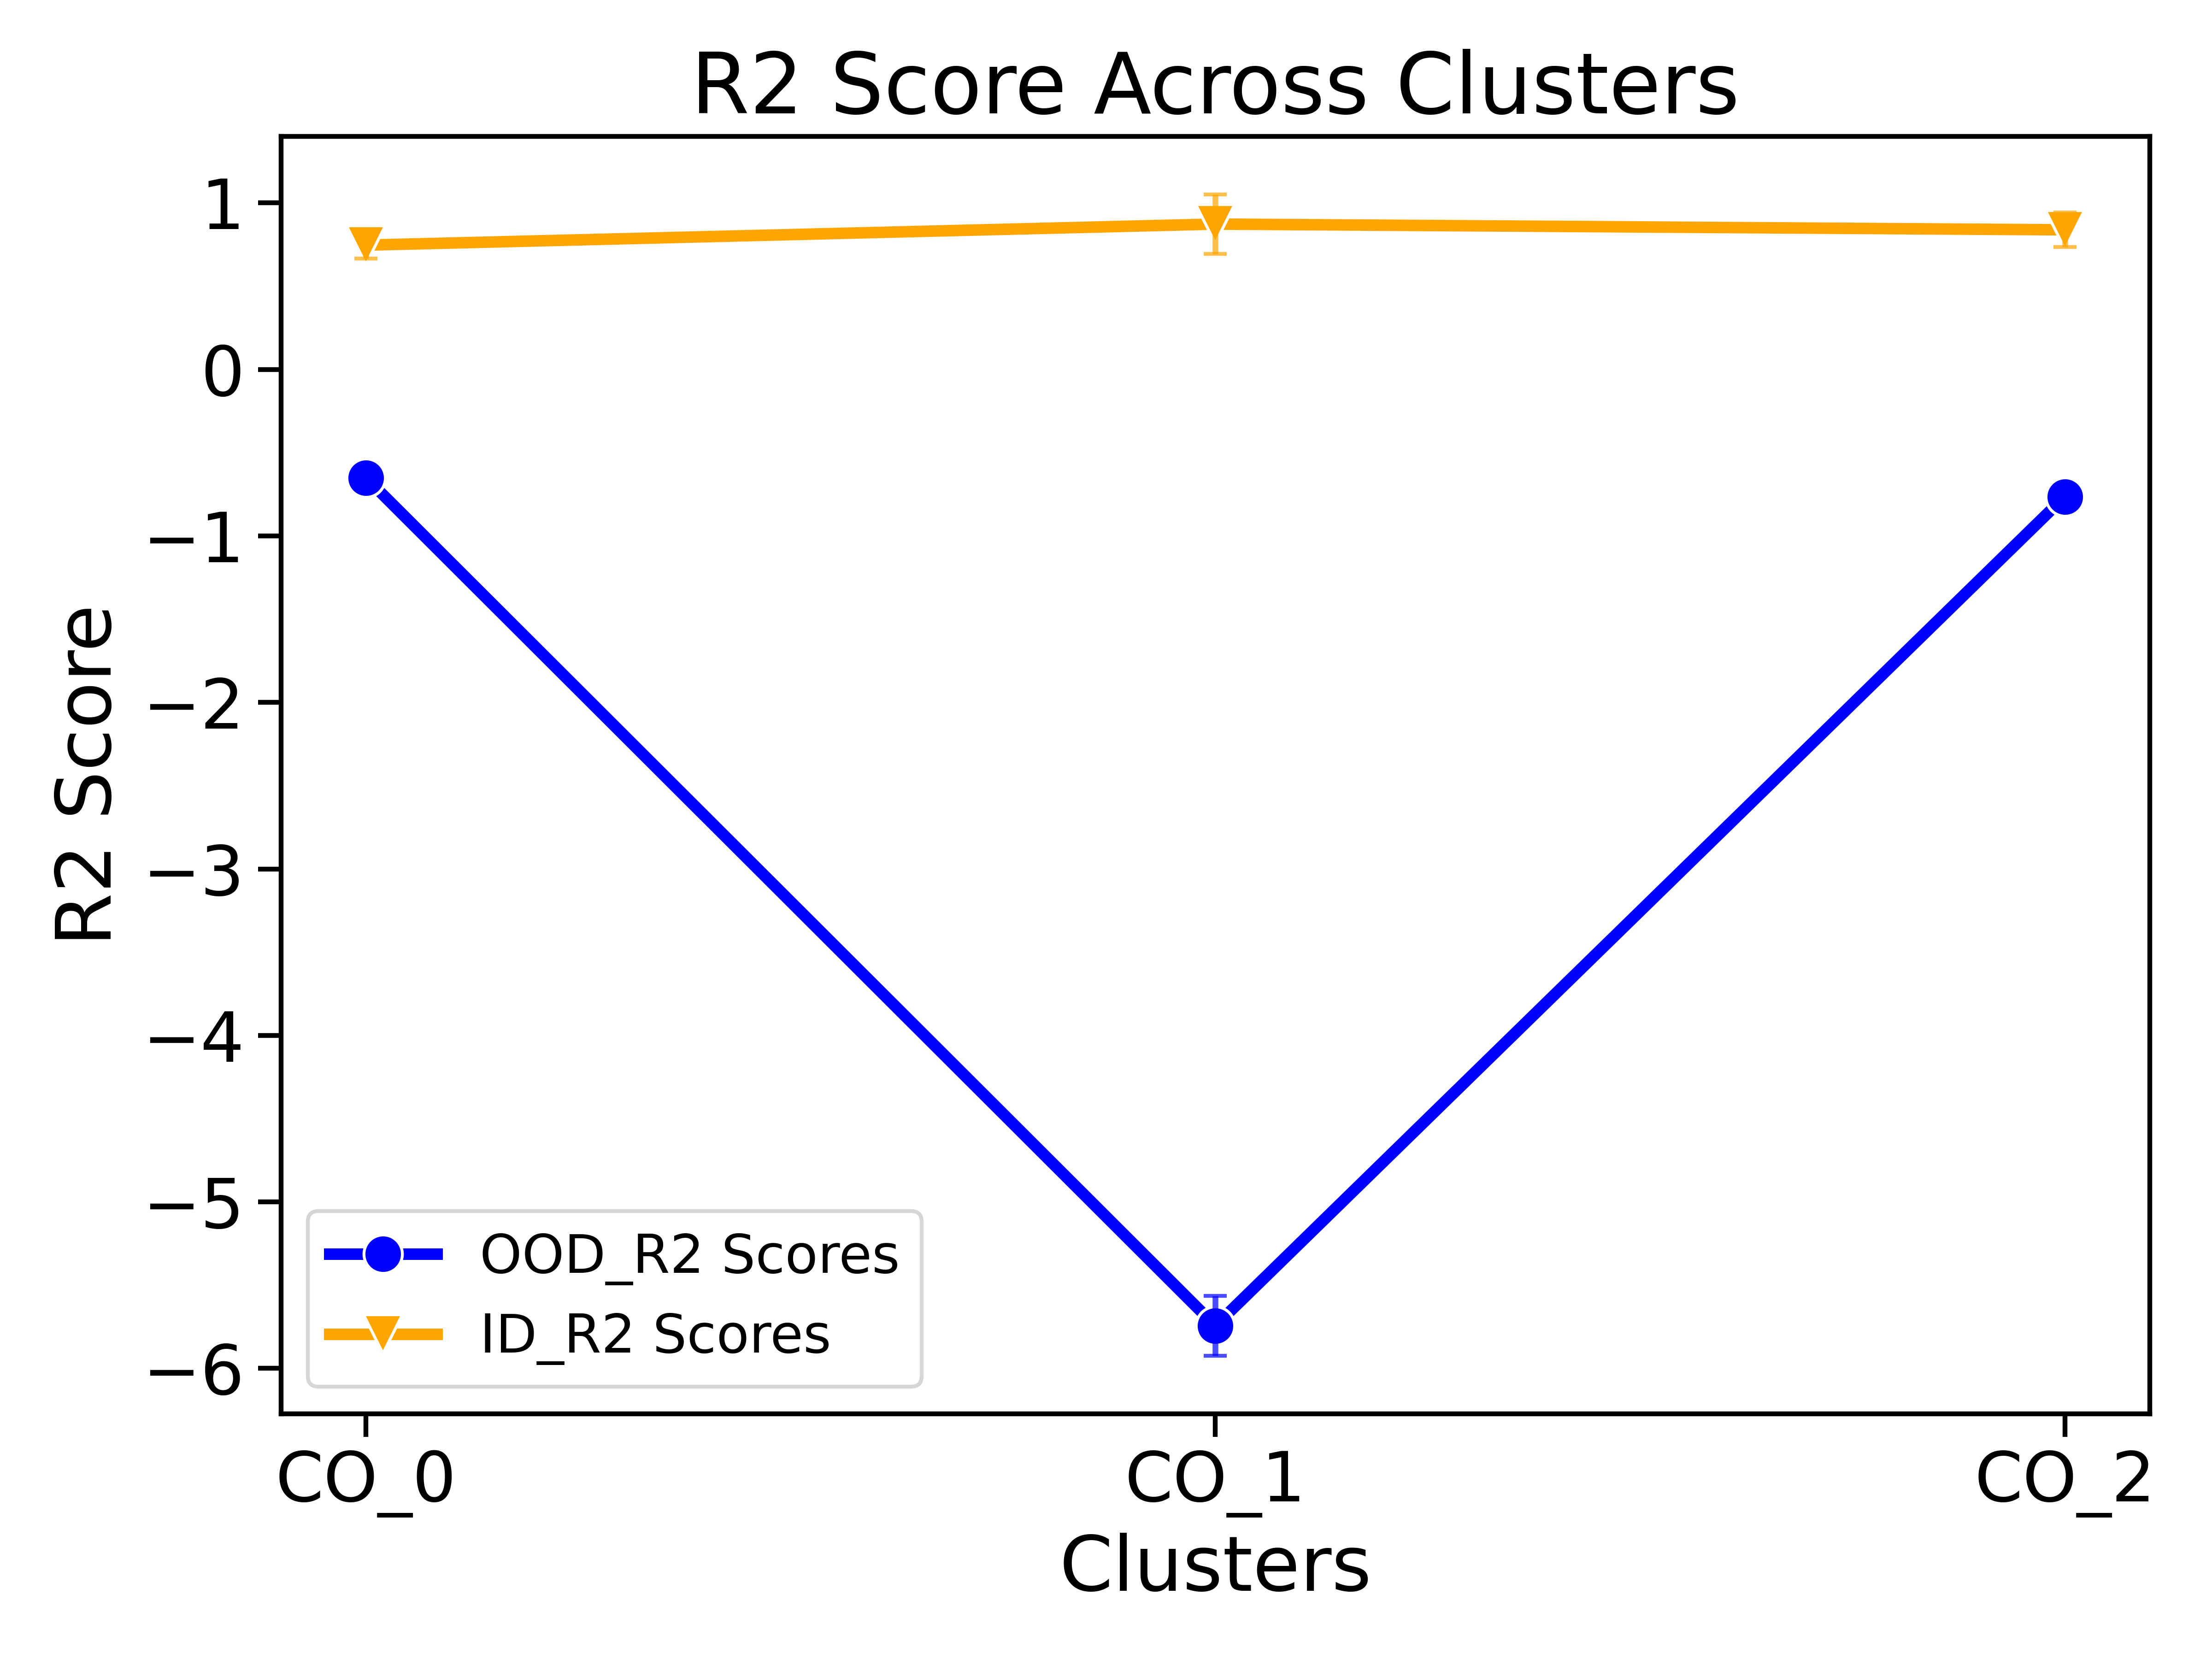 R2 Score Across Clusters
1
0
−1
−2
−3
−4
−5
−6
R2 Score
OOD_R2 Scores
ID_R2 Scores
CO_0 CO_1 CO_2
Clusters